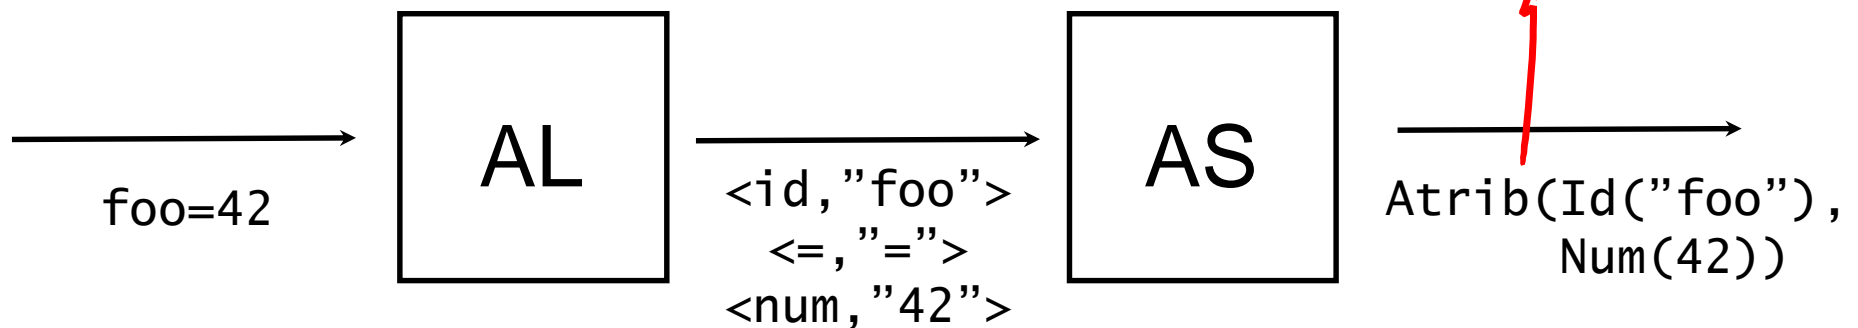 foo=42
AL
<id,”foo”>
<=,”=”>
<num,”42”>
AS
Atrib(Id(”foo”),
Num(42))